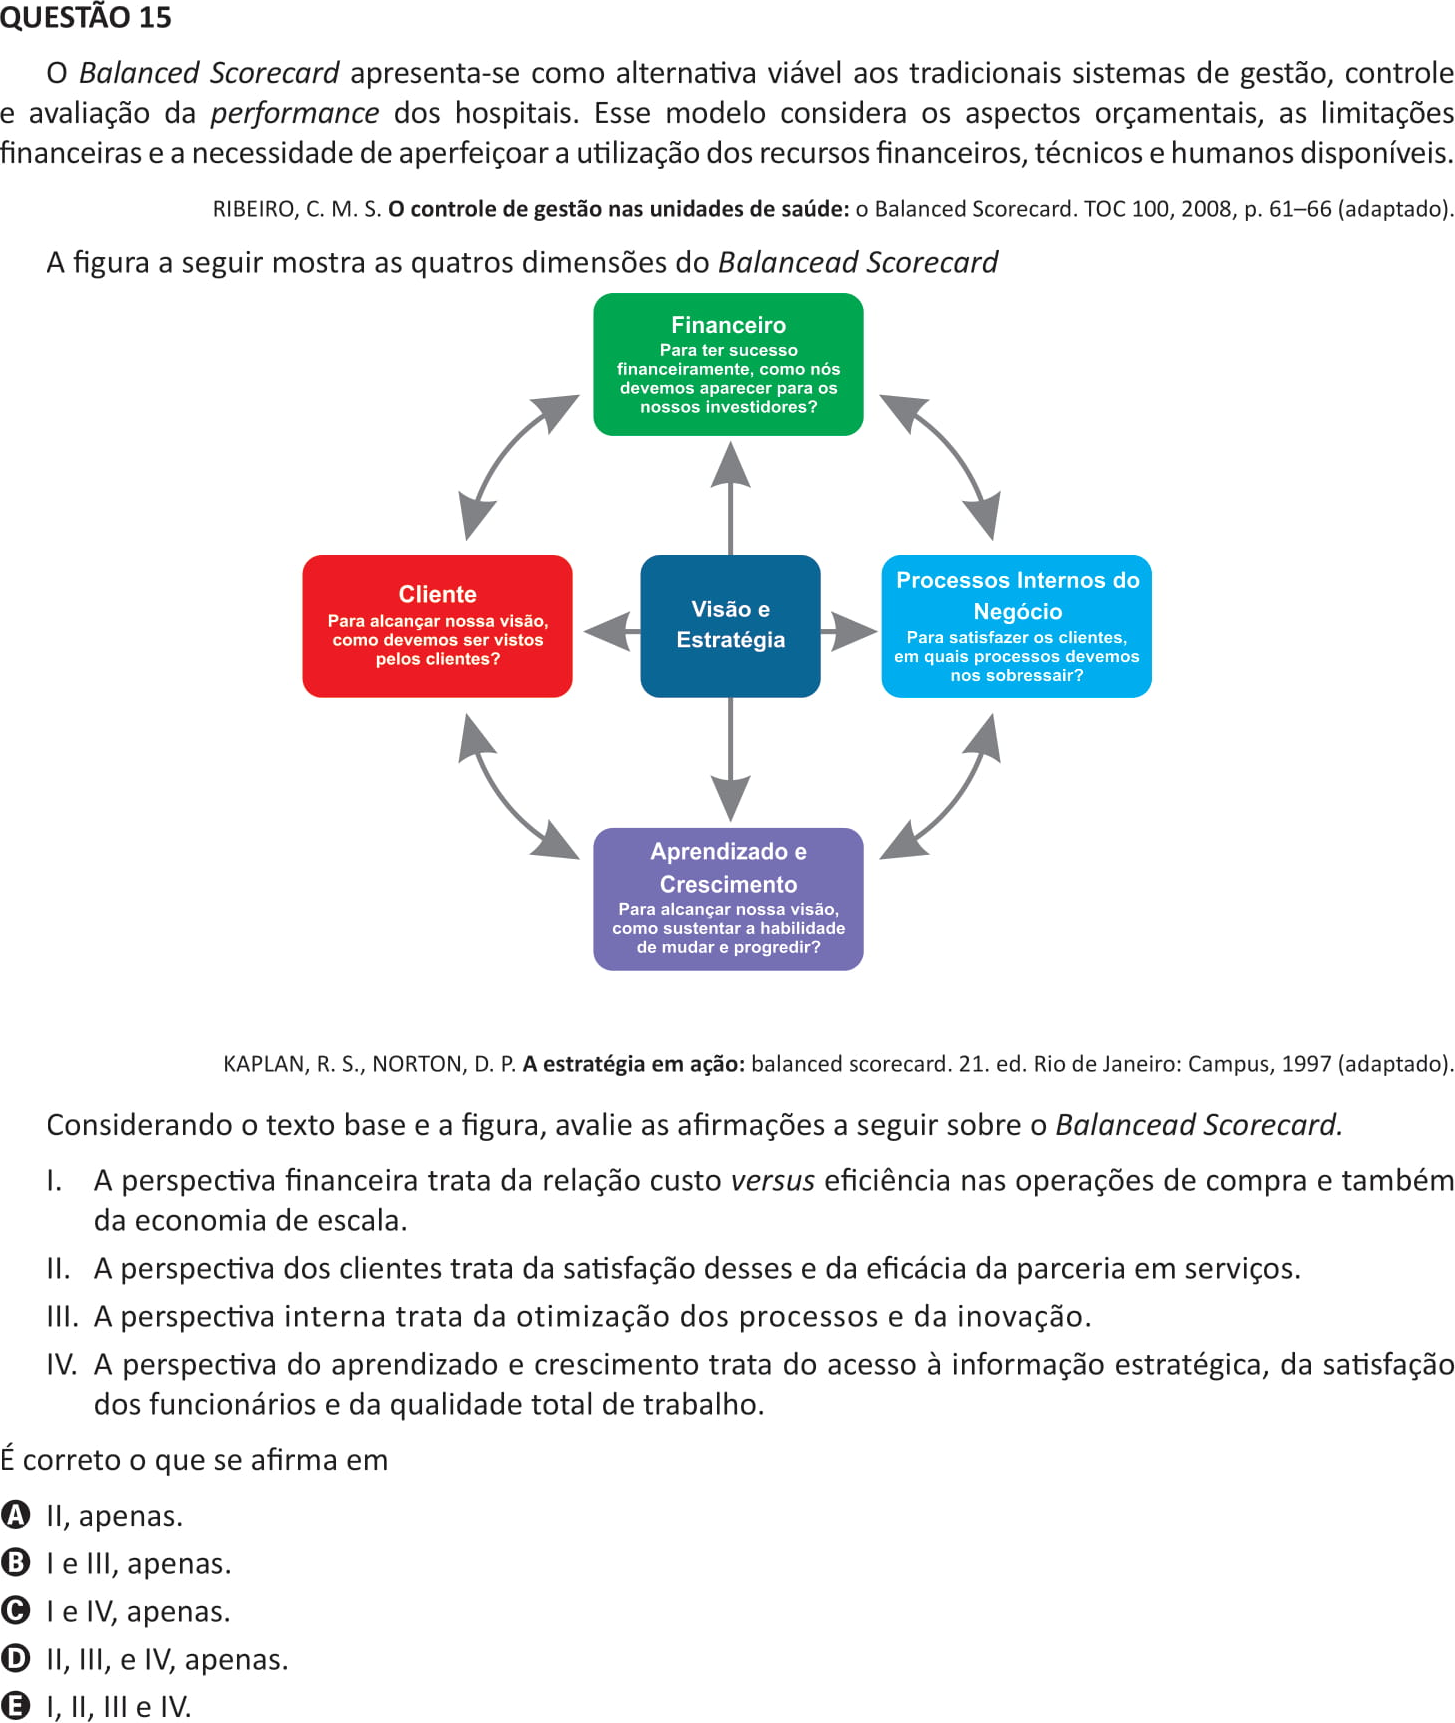 QUESTÃO 15
O Balanced Scorecard apresenta-se como alternativa viável aos tradicionais sistemas de gestão, controle
e avaliação da performance dos hospitais. Esse modelo considera os aspectos orçamentais, as limitações
financeiras e a necessidade de aperfeiçoar a utilização dos recursos financeiros, técnicos e humanos disponíveis.
RIBEIRO, C. M. S. O controle de gestão nas unidades de saúde: o Balanced Scorecard. TOC 100, 2008, p. 61–66 (adaptado).
A figura a seguir mostra as quatros dimensões do Balancead Scorecard
Financeiro
Para ter sucesso
financeiramente, como nós
devemos aparecer para os
nossos investidores?
Cliente
Para alcançar nossa visão,
como devemos ser vistos
pelos clientes?
Visão e
Estratégia
Processos Internos do
Negócio
Para satisfazer os clientes,
em quais processos devemos
nos sobressair?
Aprendizado e
Crescimento
Para alcançar nossa visão,
como sustentar a habilidade
de mudar e progredir?
KAPLAN, R. S., NORTON, D. P. A estratégia em ação: balanced scorecard. 21. ed. Rio de Janeiro: Campus, 1997 (adaptado).
Considerando o texto base e a figura, avalie as afirmações a seguir sobre o Balancead Scorecard.
I. A perspectiva financeira trata da relação custo versus eficiência nas operações de compra e também
da economia de escala.
II. A perspectiva dos clientes trata da satisfação desses e da eficácia da parceria em serviços.
III. A perspectiva interna trata da otimização dos processos e da inovação.
IV. A perspectiva do aprendizado e crescimento trata do acesso à informação estratégica, da satisfação
dos funcionários e da qualidade total de trabalho.
É correto o que se afirma em
A II, apenas.
B I e III, apenas.
C I e IV, apenas.
D II, III, e IV, apenas.
E I, II, III e IV.